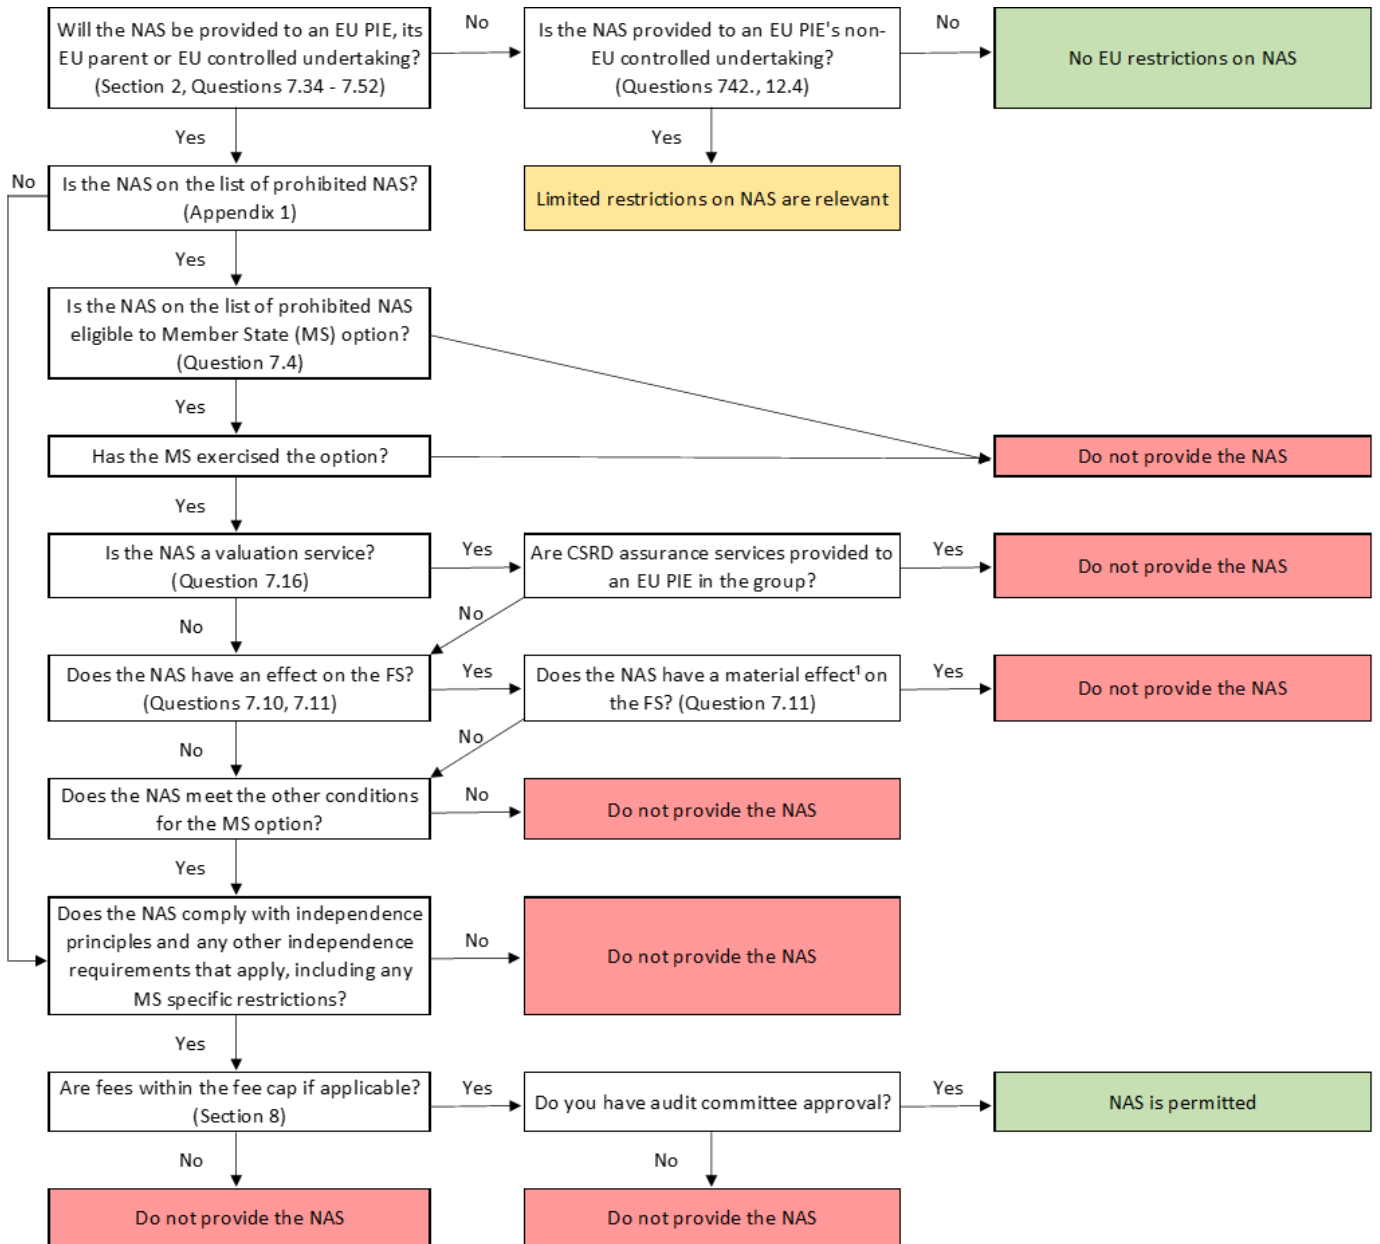 Will the NAS be provided to an EU PIE, its
EU parent or EU controlled undertaking?
(Section 2, Questions 7.34 - 7.52)
No
Is the NAS provided to an EU PIE's non-
EU controlled undertaking?
(Questions 742., 12.4)
No
No EU restrictions on NAS
Yes
Yes
No
Is the NAS on the list of prohibited NAS?
(Appendix 1)
Limited restrictions on NAS are relevant
Yes
Is the NAS on the list of prohibited NAS
eligible to Member State (MS) option?
(Question 7.4)
Yes
Has the MS exercised the option?
Do not provide the NAS
Yes
Is the NAS a valuation service?
(Question 7.16)
Yes
Are CSRD assurance services provided to
an EU PIE in the group?
Yes
Do not provide the NAS
No
No
Does the NAS have an effect on the FS?
(Questions 7.10, 7.11)
Yes
Does the NAS have a material effect¹ on
the FS? (Question 7.11)
Yes
Do not provide the NAS
No
No
Does the NAS meet the other conditions
for the MS option?
No
Do not provide the NAS
Yes
Does the NAS comply with independence
principles and any other independence
requirements that apply, including any
MS specific restrictions?
No
Do not provide the NAS
Yes
Are fees within the fee cap if applicable?
(Section 8)
Yes
Do you have audit committee approval?
Yes
NAS is permitted
No
No
Do not provide the NAS
Do not provide the NAS